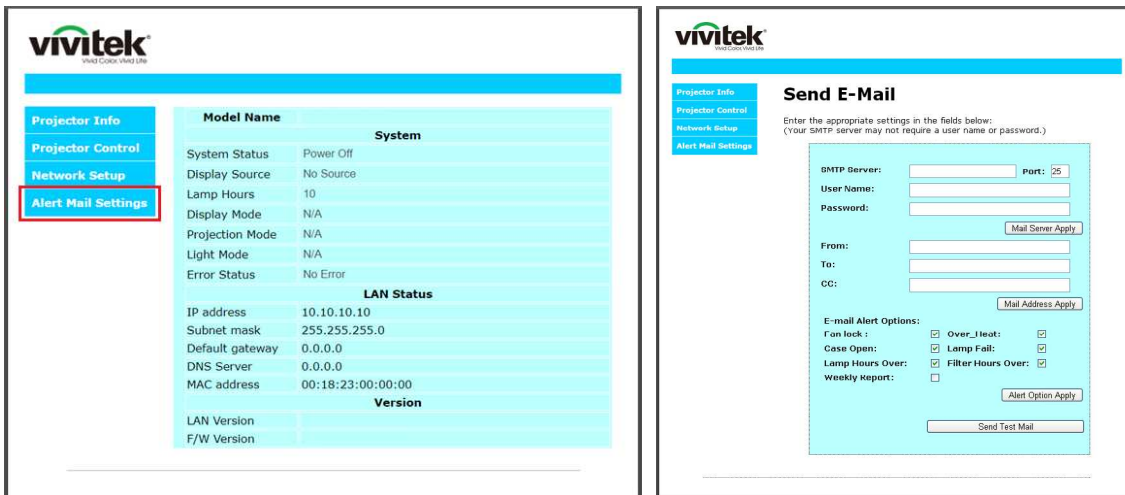 vivitek
Vivid Color, Vivid Life
Projector Info
Projector Control
Network Setup
Alert Mail Settings
Model Name
System
System Status Power Off
Display Source No Source
Lamp Hours 10
Display Mode N/A
Projection Mode N/A
Light Mode N/A
Error Status No Error
LAN Status
IP address 10.10.10.10
Subnet mask 255.255.255.0
Default gateway 0.0.0.0
DNS Server 0.0.0.0
MAC address 00:18:23:00:00:00
Version
LAN Version
F/W Version
vivitek
Vivid Color, Vivid Life
Projector Info
Projector Control
Network Setup
Alert Mail Settings
Send E-Mail
Enter the appropriate settings in the fields below:
(Your SMTP server may not require a user name or password.)
SMTP Server: Port: 25
User Name:
Password:
Mail Server Apply
From:
To:
CC:
Mail Address Apply
E-mail Alert Options:
Fan lock : Over_Heat:
Case Open: Lamp Fail:
Lamp Hours Over: Filter Hours Over:
Weekly Report:
Alert Option Apply
Send Test Mail